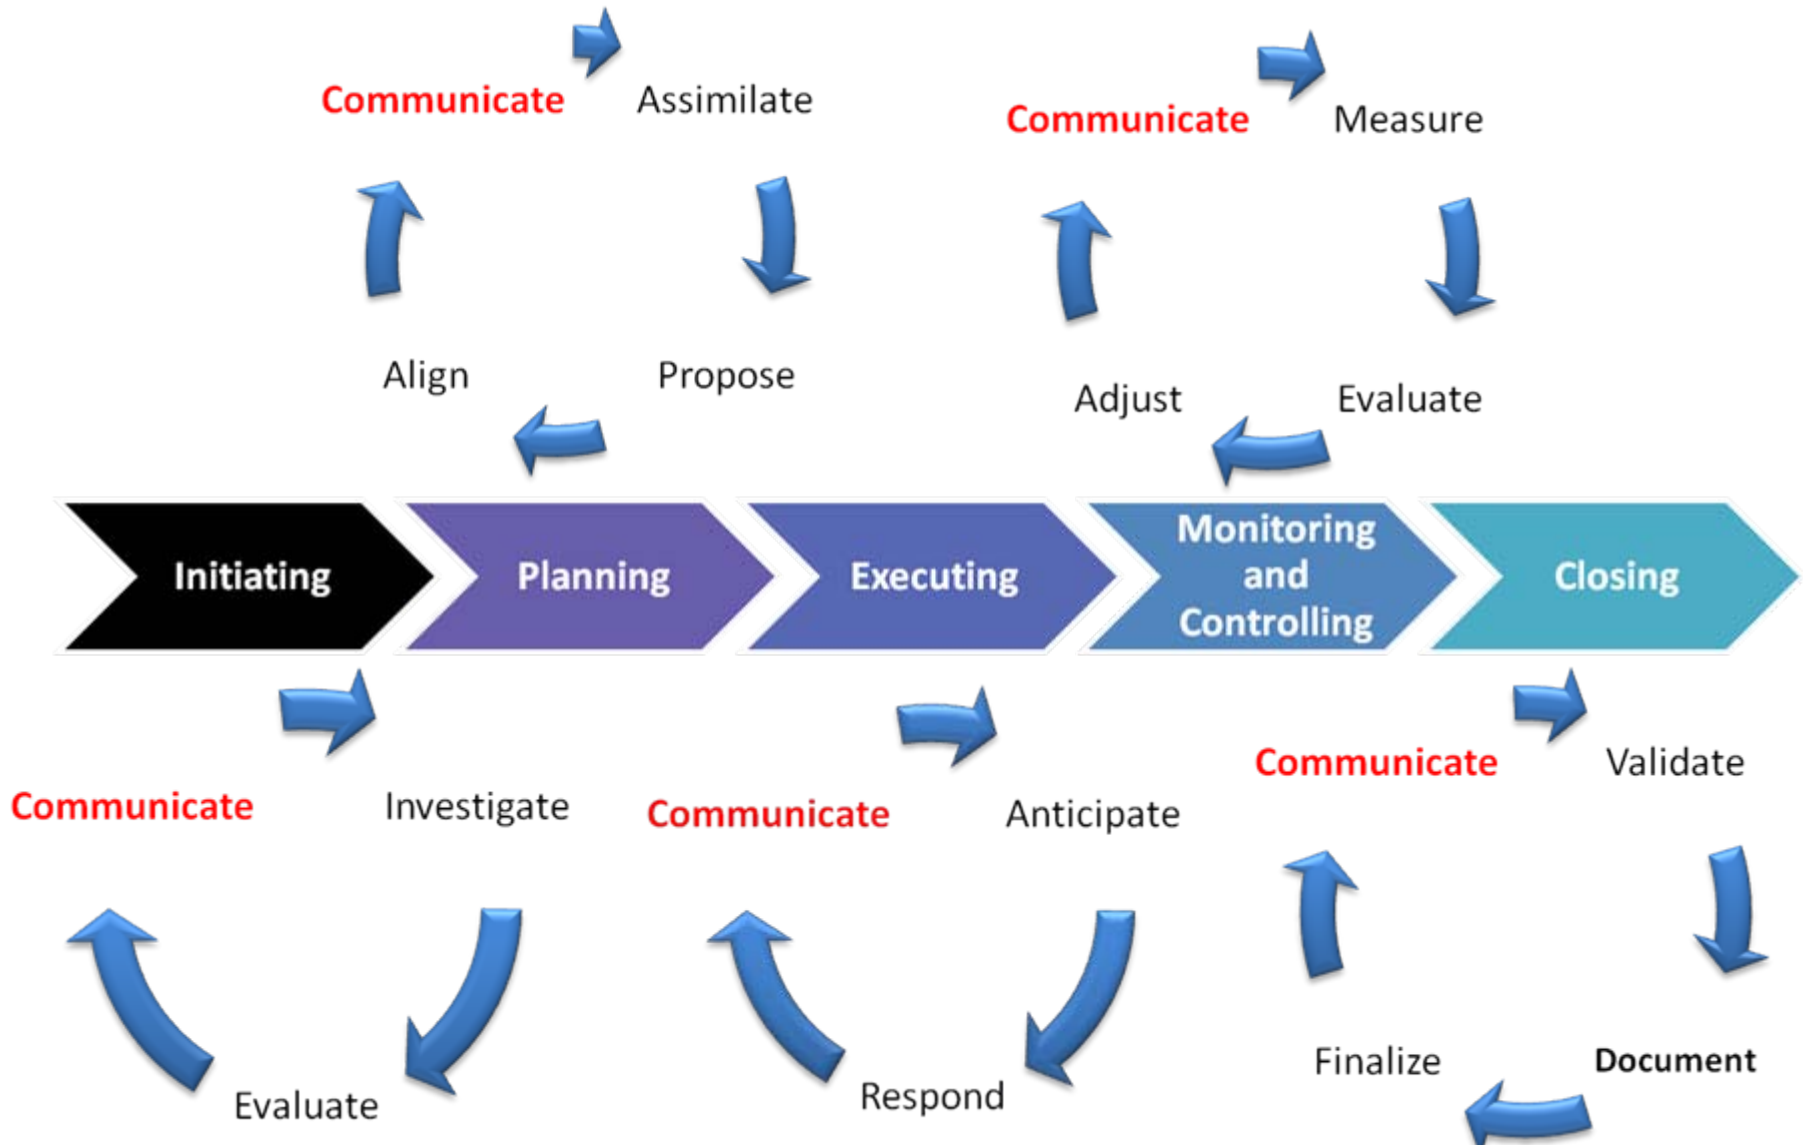 Communicate
Assimilate
Propose
Align
Communicate
Measure
Evaluate
Adjust
Initiating
Planning
Executing
Monitoring
and
Controlling
Closing
Communicate
Investigate
Evaluate
Communicate
Anticipate
Respond
Communicate
Validate
Document
Finalize